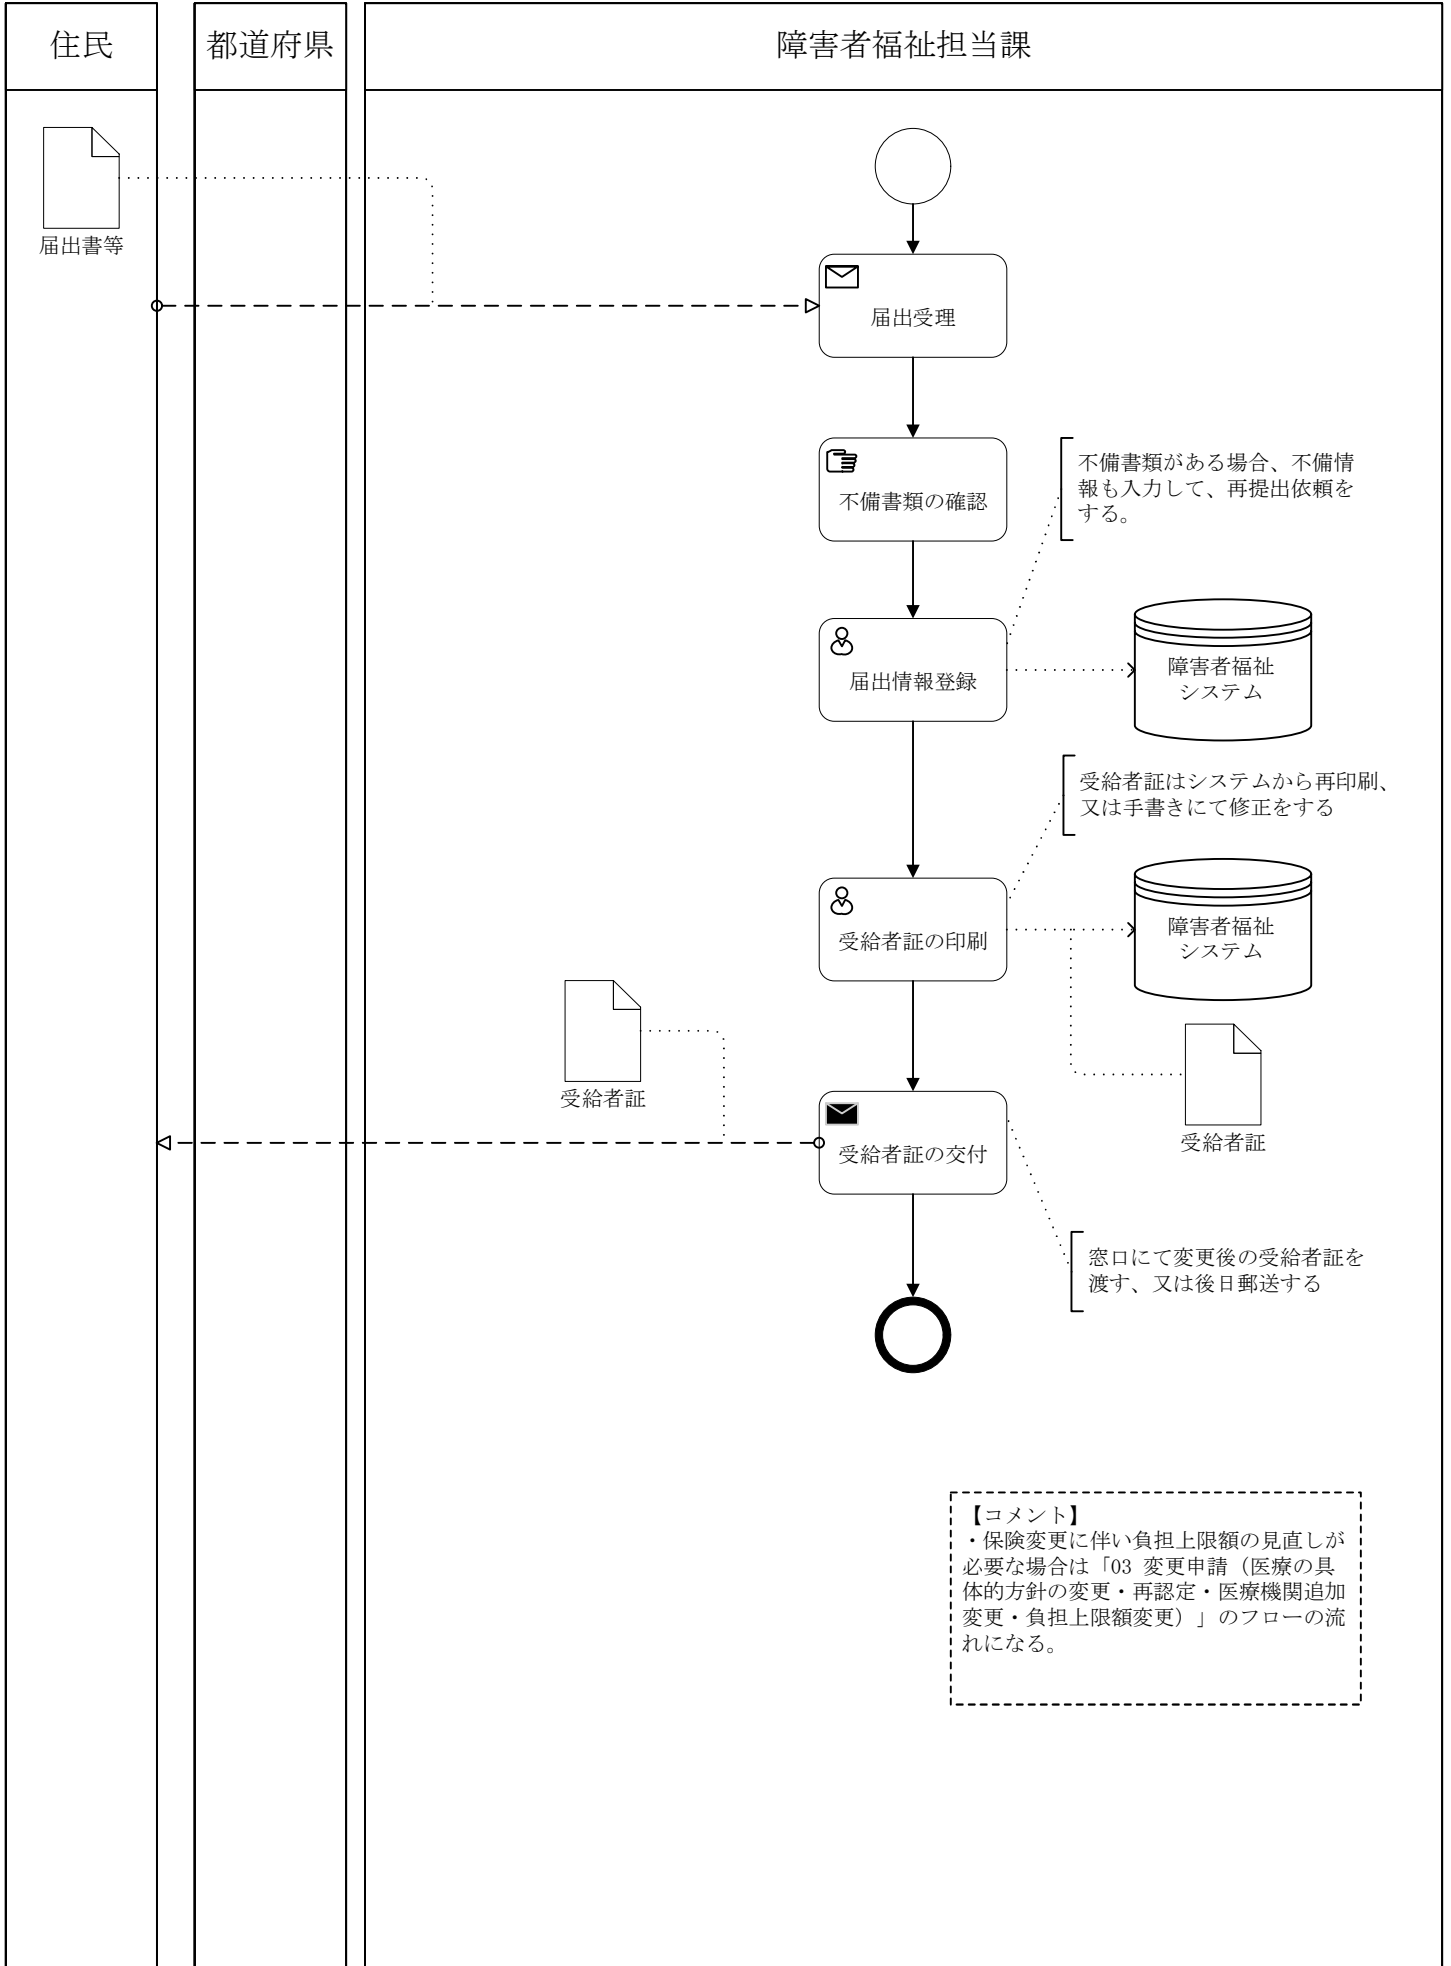 住民
都道府県
障害者福祉担当課
届出書等
届出受理
不備書類の確認
不備書類がある場合、不備情
報も入力して、再提出依頼を
する。
届出情報登録
障害者福祉
システム
受給者証はシステムから再印刷、
又は手書きにて修正をする
受給者証の印刷
障害者福祉
システム
受給者証
受給者証
受給者証の交付
窓口にて変更後の受給者証を
渡す、又は後日郵送する
【コメント】
・保険変更に伴い負担上限額の見直しが
必要な場合は「03 変更申請（医療の具
体的方針の変更・再認定・医療機関追加
変更・負担上限額変更）」のフローの流
れになる。